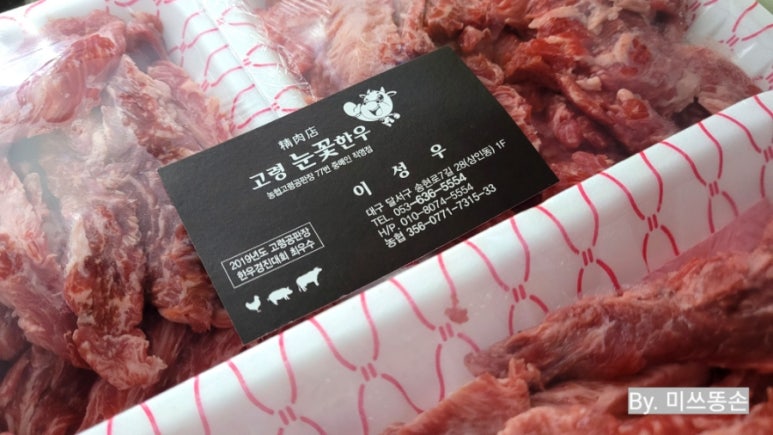 精肉店
고령 눈꽃한우
농협고령공판장 77번 중매인 직영점
이 성 우
대구 달서구 송현로7길 28(상인동) 1F
TEL. 053-636-5554
H/P. 010-8074-5554
농협 356-0771-7315-33
2019년도 고령공판장
한우경진대회 최우수
By. 미쓰똥손